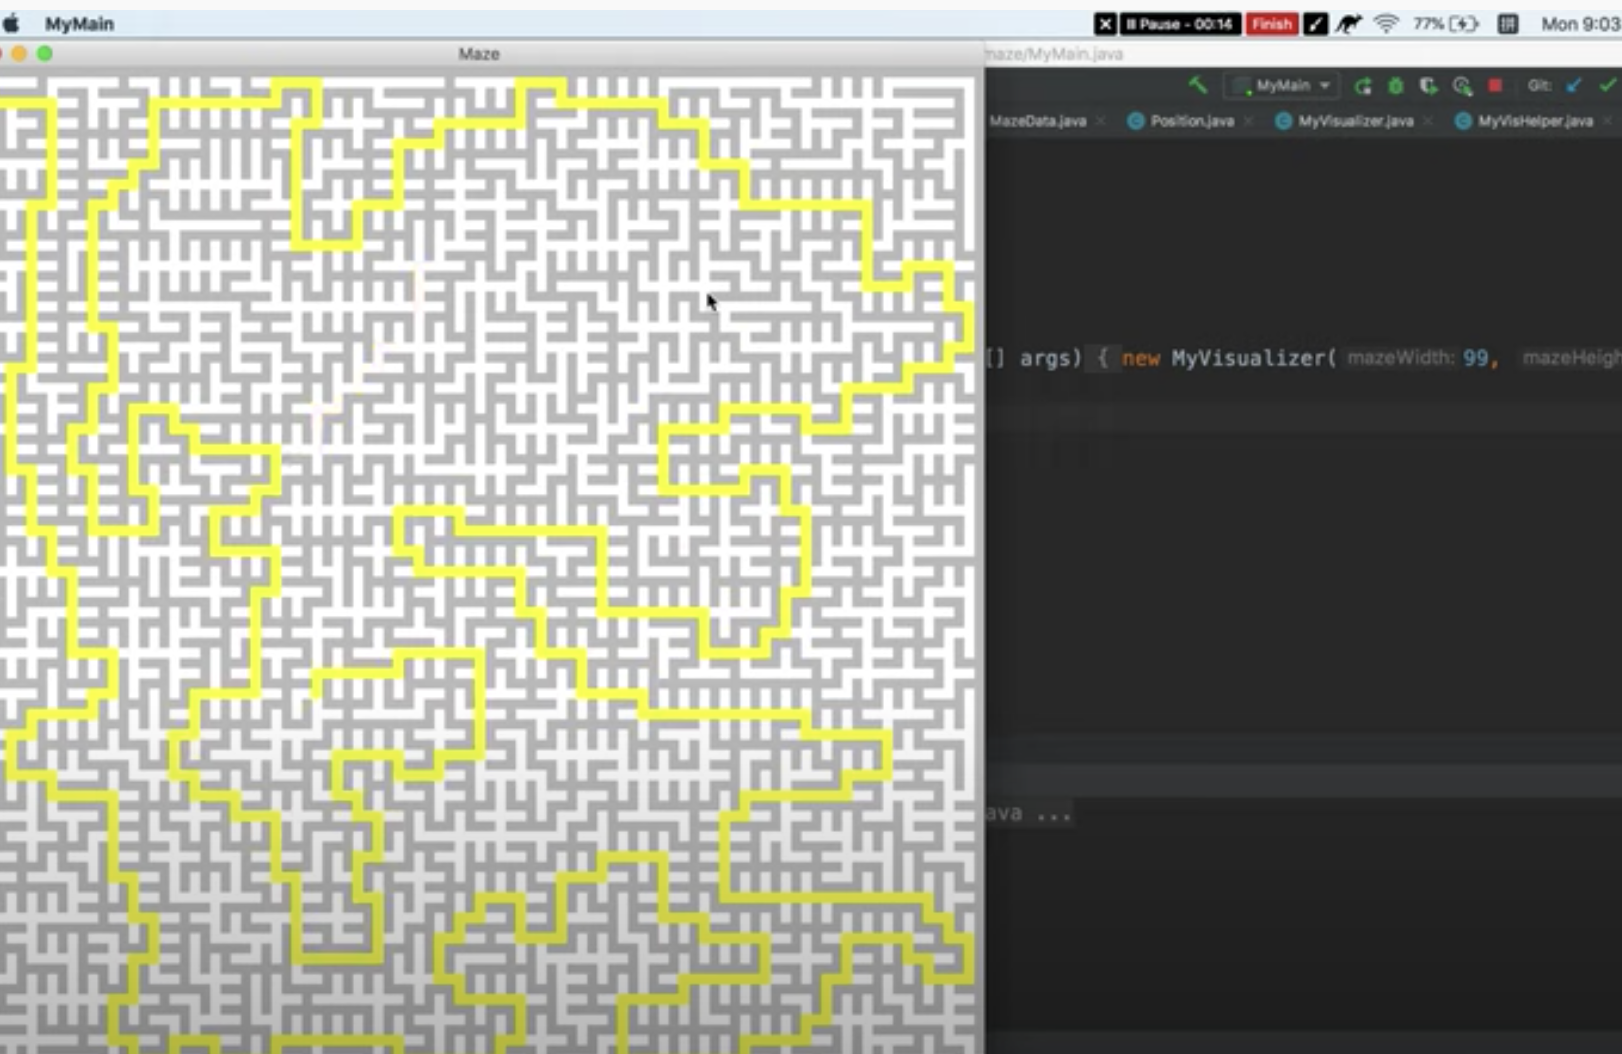 MyMain
Pause - 00:14 Finish 77% Mon 9:03
Maze
maze/MyMain.java
MyMain Git:
MazeData.java Position.java MyVisualizer.java MyVisHelper.java
[] args) { new MyVisualizer( mazeWidth: 99, mazeHeigh
ava ...